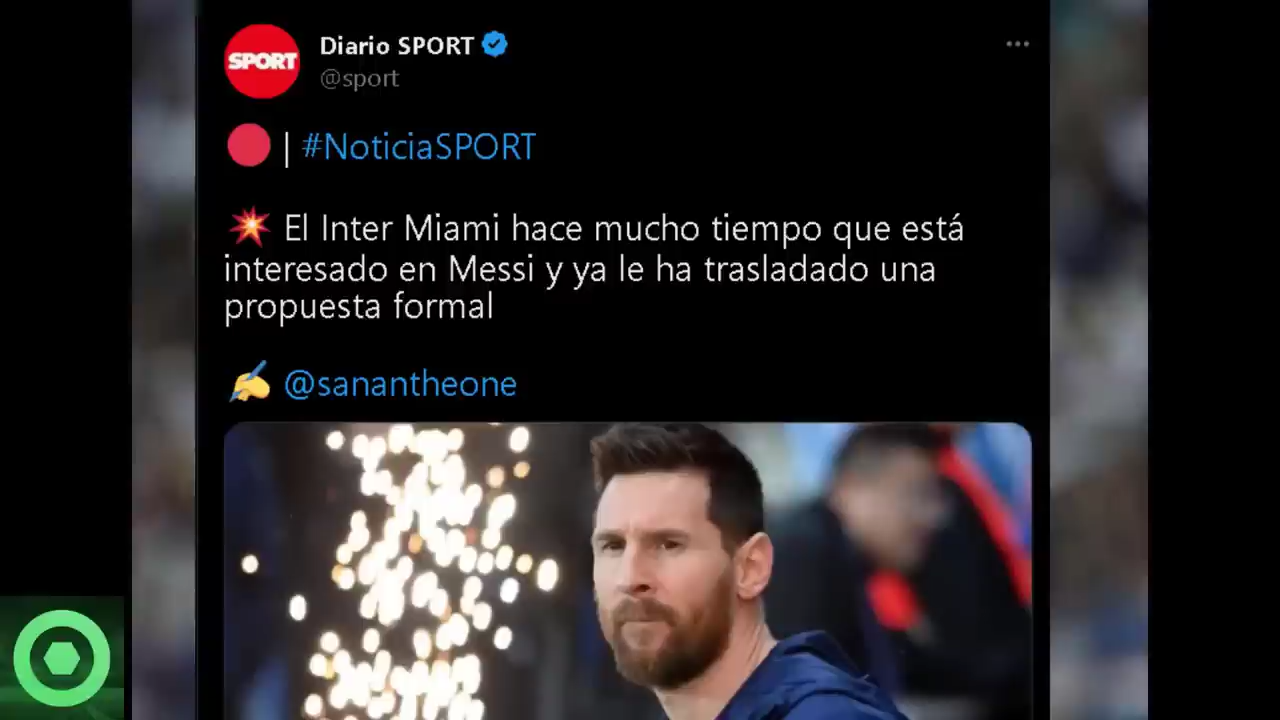 SPORT
Diario SPORT
@sport
| #NoticiaSPORT
El Inter Miami hace mucho tiempo que está
interesado en Messi y ya le ha trasladado una
propuesta formal
@sanantheone